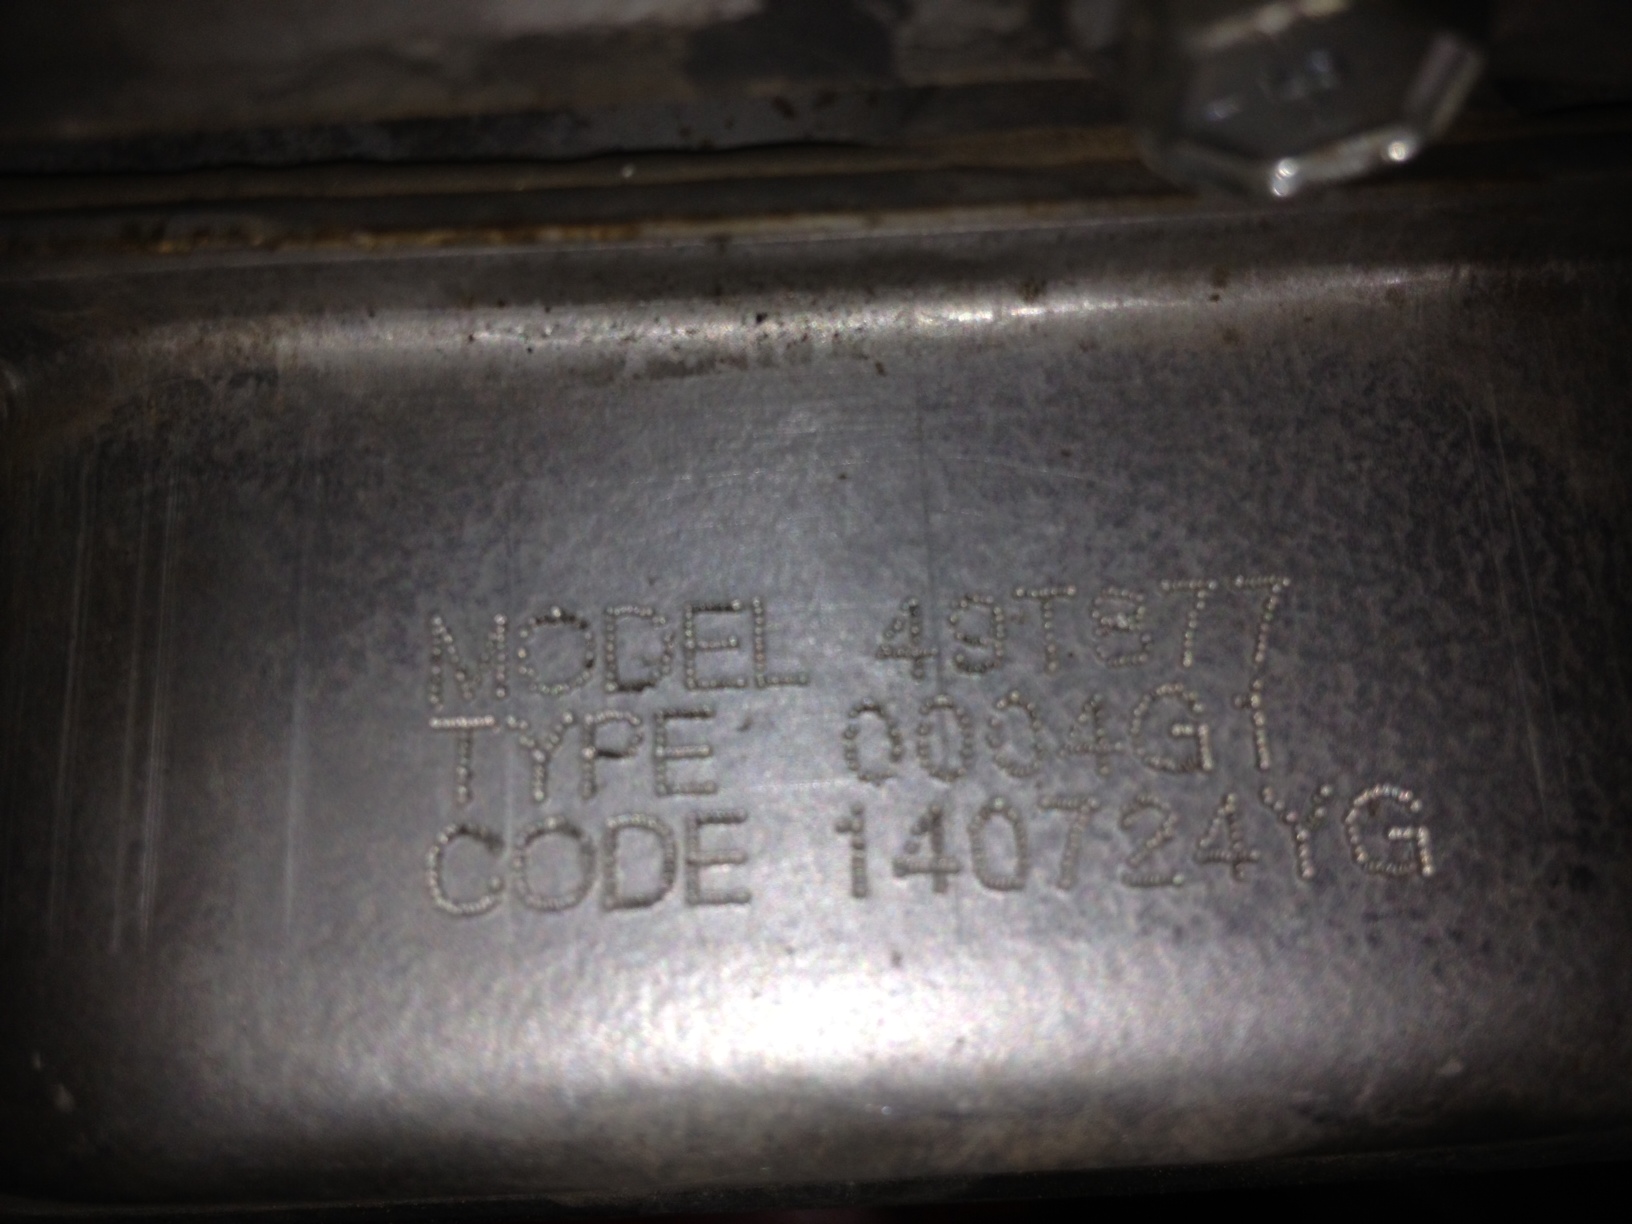 MODEL 49T877
TYPE 0004G1
CODE 140724YG